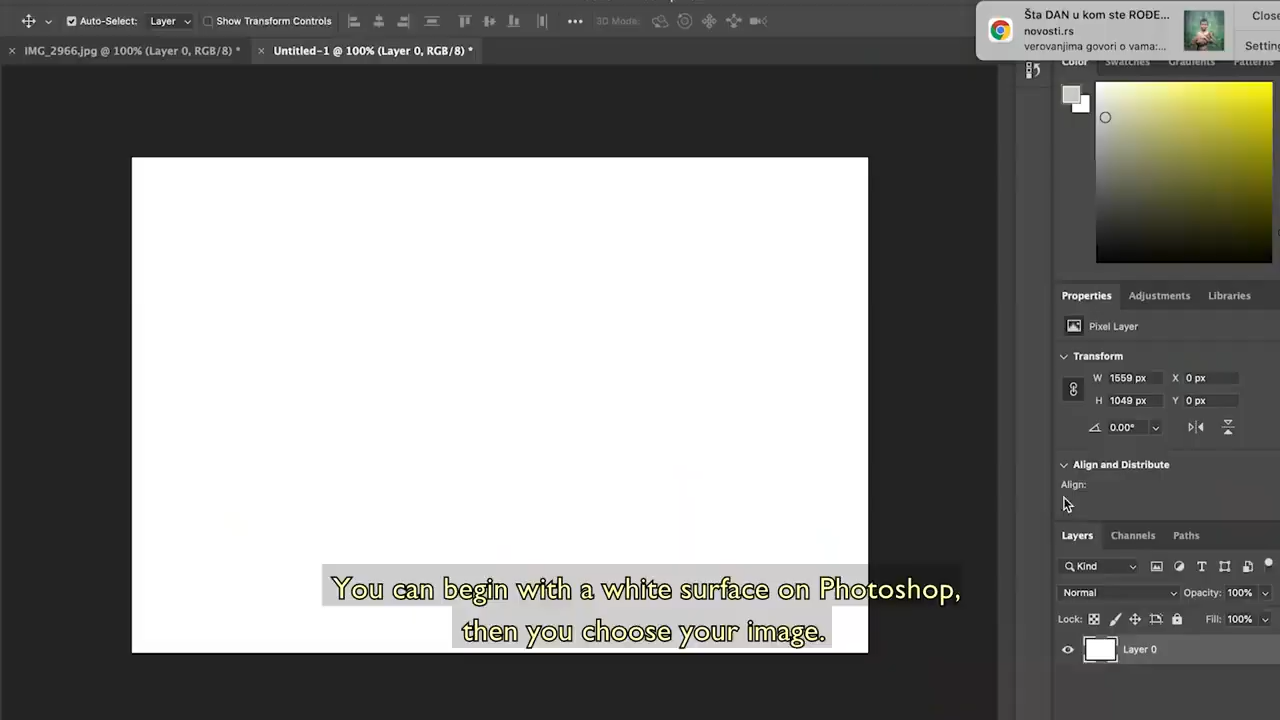 Auto-Select: Layer Show Transform Controls 3D Mode:
Šta DAN u kom ste ROĐE...
novosti.rs
verovanjima govori o vama:...
IMG_2966.jpg @ 100% (Layer 0, RGB/8) *
Untitled-1 @ 100% (Layer 0, RGB/8) *
Color Swatches Gradients Patterns
Properties Adjustments Libraries
Pixel Layer
Transform
W 1559 px X 0 px
H 1049 px Y 0 px
0.00°
Align and Distribute
Align:
Layers Channels Paths
Kind
Normal Opacity: 100%
Lock: Fill: 100%
Layer 0
You can begin with a white surface on Photoshop,
then you choose your image.